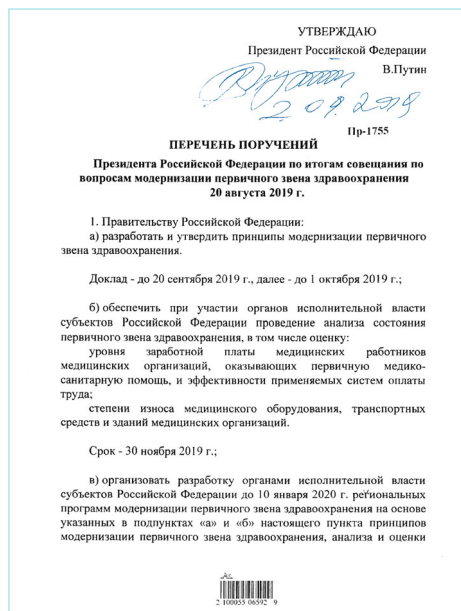 УТВЕРЖДАЮ
Президент Российской Федерации
В.Путин
2 09 2019
Пр-1755
ПЕРЕЧЕНЬ ПОРУЧЕНИЙ
Президента Российской Федерации по итогам совещания по
вопросам модернизации первичного звена здравоохранения
20 августа 2019 г.
1. Правительству Российской Федерации:
а) разработать и утвердить принципы модернизации первичного
звена здравоохранения.
Доклад - до 20 сентября 2019 г., далее - до 1 октября 2019 г.;
б) обеспечить при участии органов исполнительной власти
субъектов Российской Федерации проведение анализа состояния
первичного звена здравоохранения, в том числе оценку:
уровня заработной платы медицинских работников
медицинских организаций, оказывающих первичную медико-
санитарную помощь, и эффективности применяемых систем оплаты
труда;
степени износа медицинского оборудования, транспортных
средств и зданий медицинских организаций.
Срок - 30 ноября 2019 г.;
в) организовать разработку органами исполнительной власти
субъектов Российской Федерации до 10 января 2020 г. региональных
программ модернизации первичного звена здравоохранения на основе
указанных в подпунктах «а» и «б» настоящего пункта принципов
модернизации первичного звена здравоохранения, анализа и оценки
2 100055 06592 9